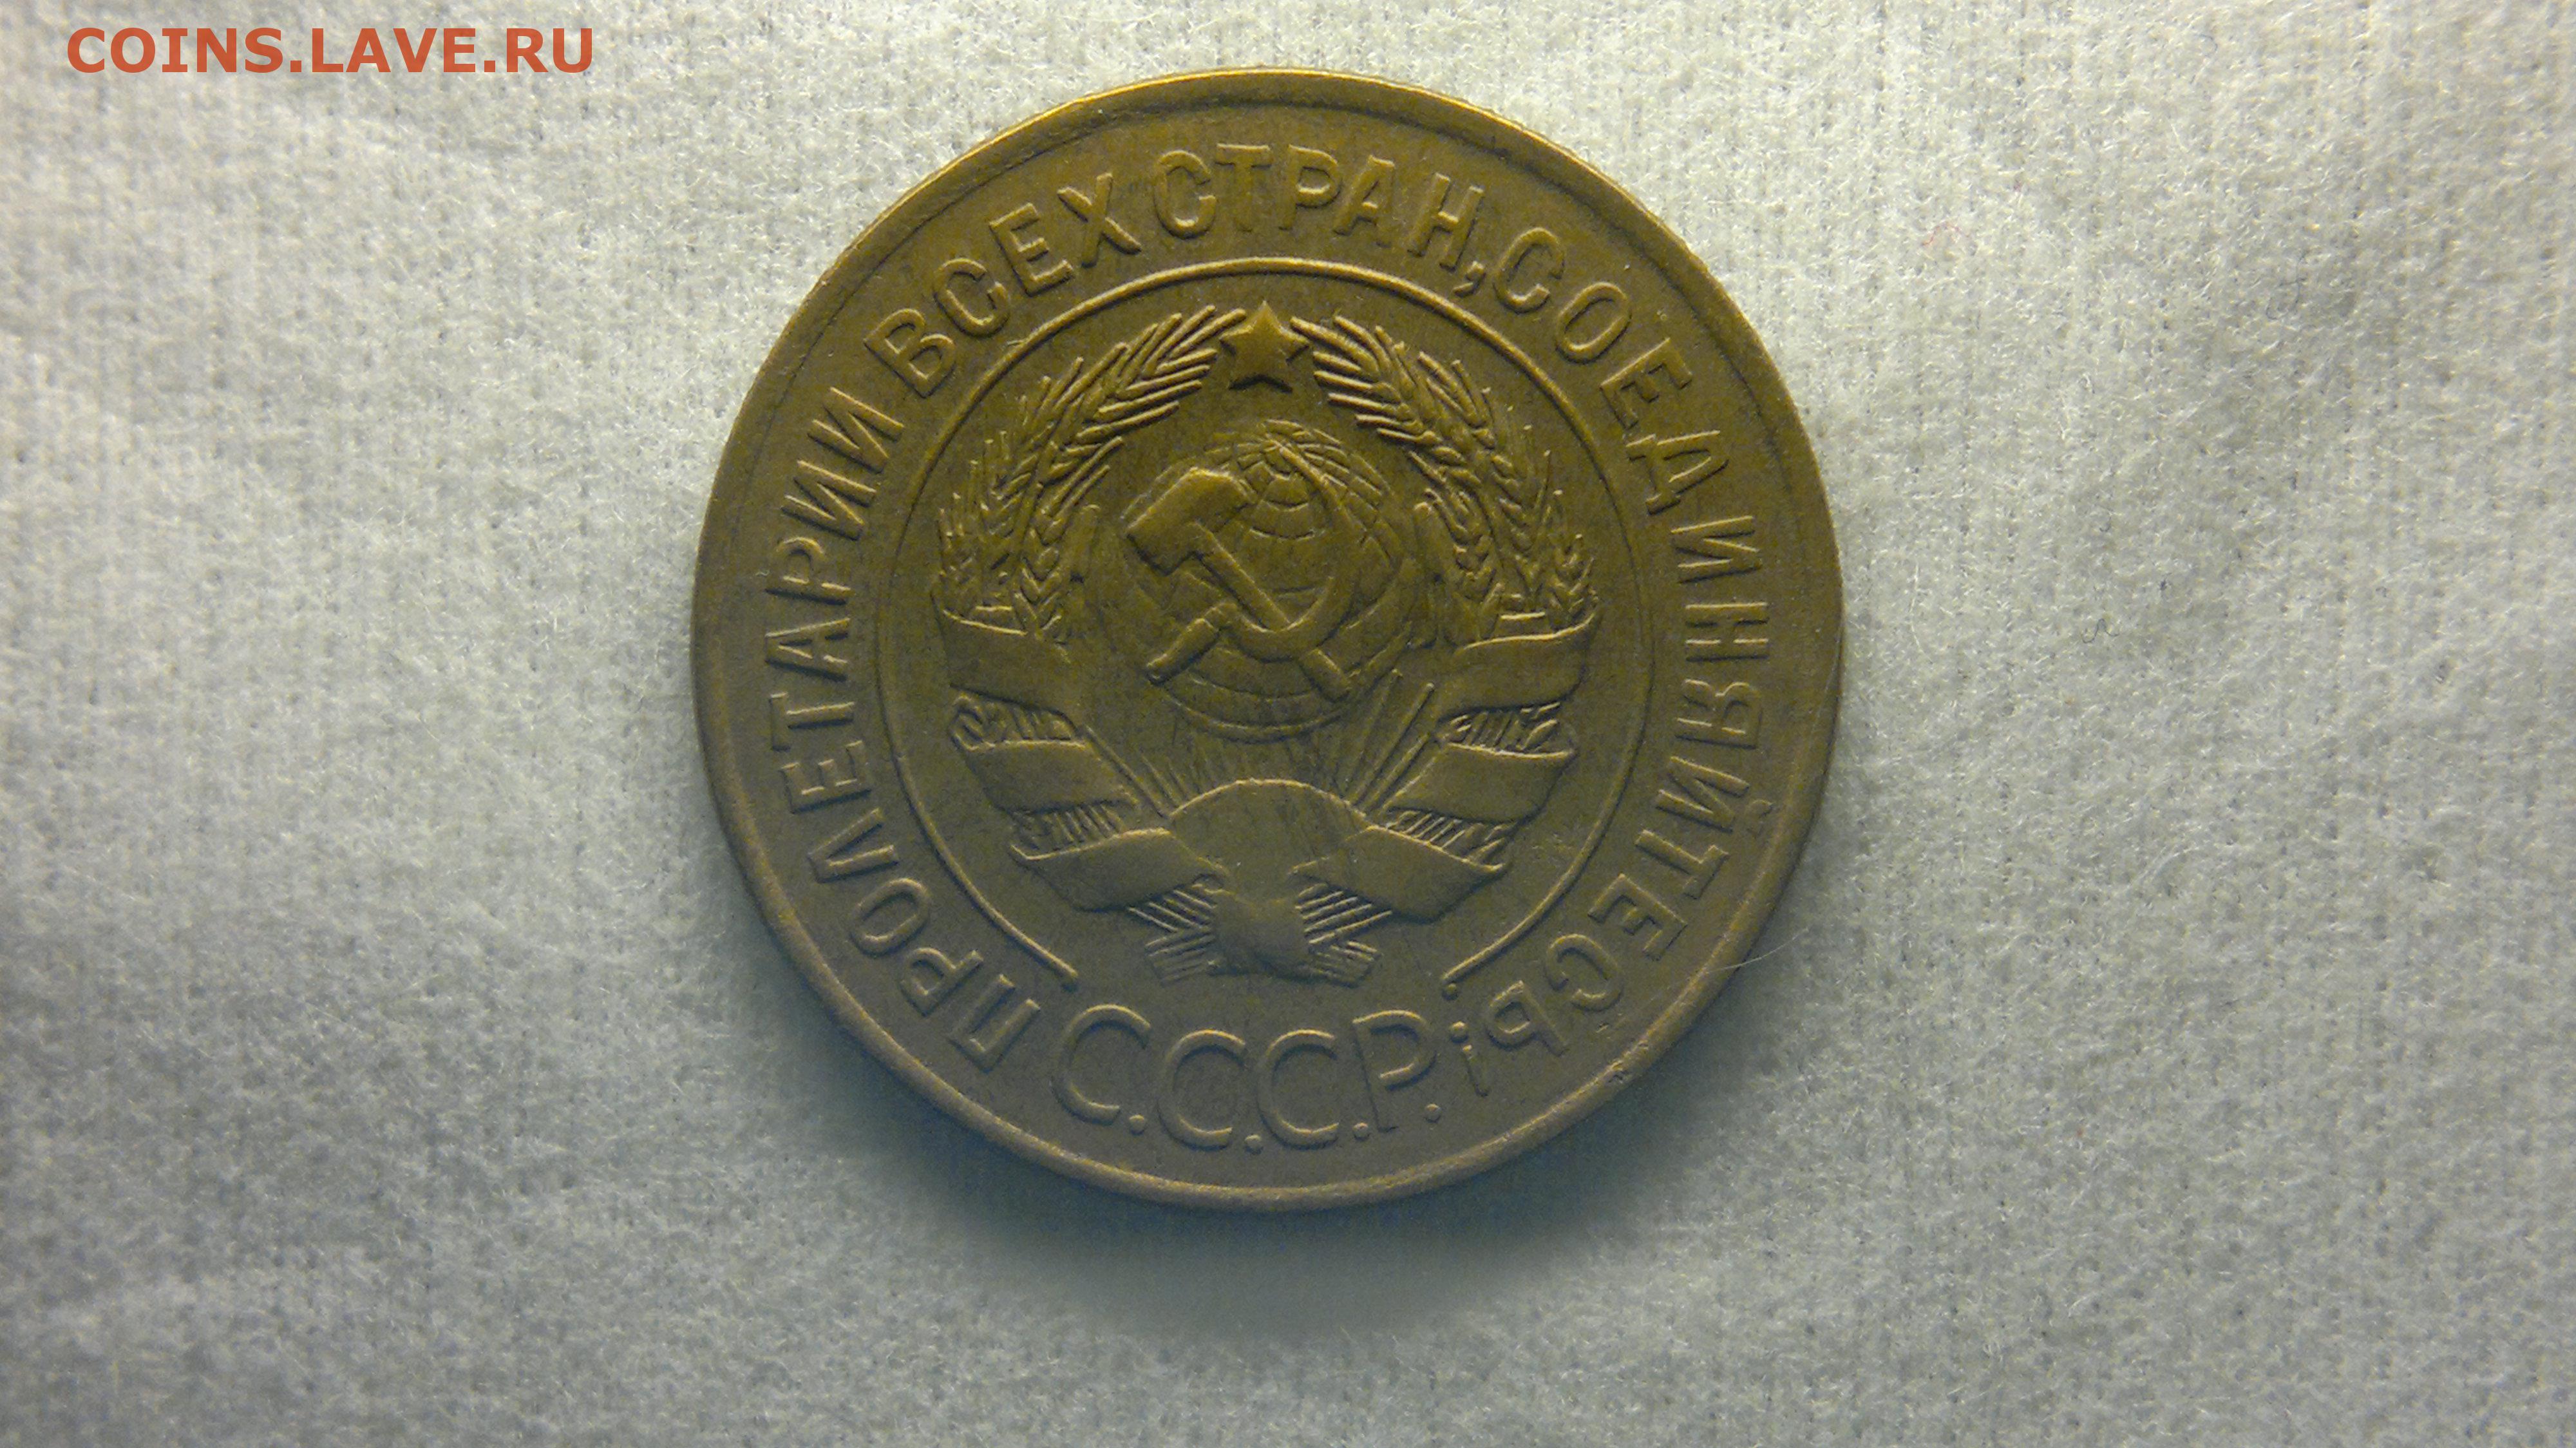 COINS.LAVE.RU
ПРОЛЕТАРИИ ВСЕХ СТРАН, СОЕДИНЯЙТЕСЬ!
С.С.С.Р.